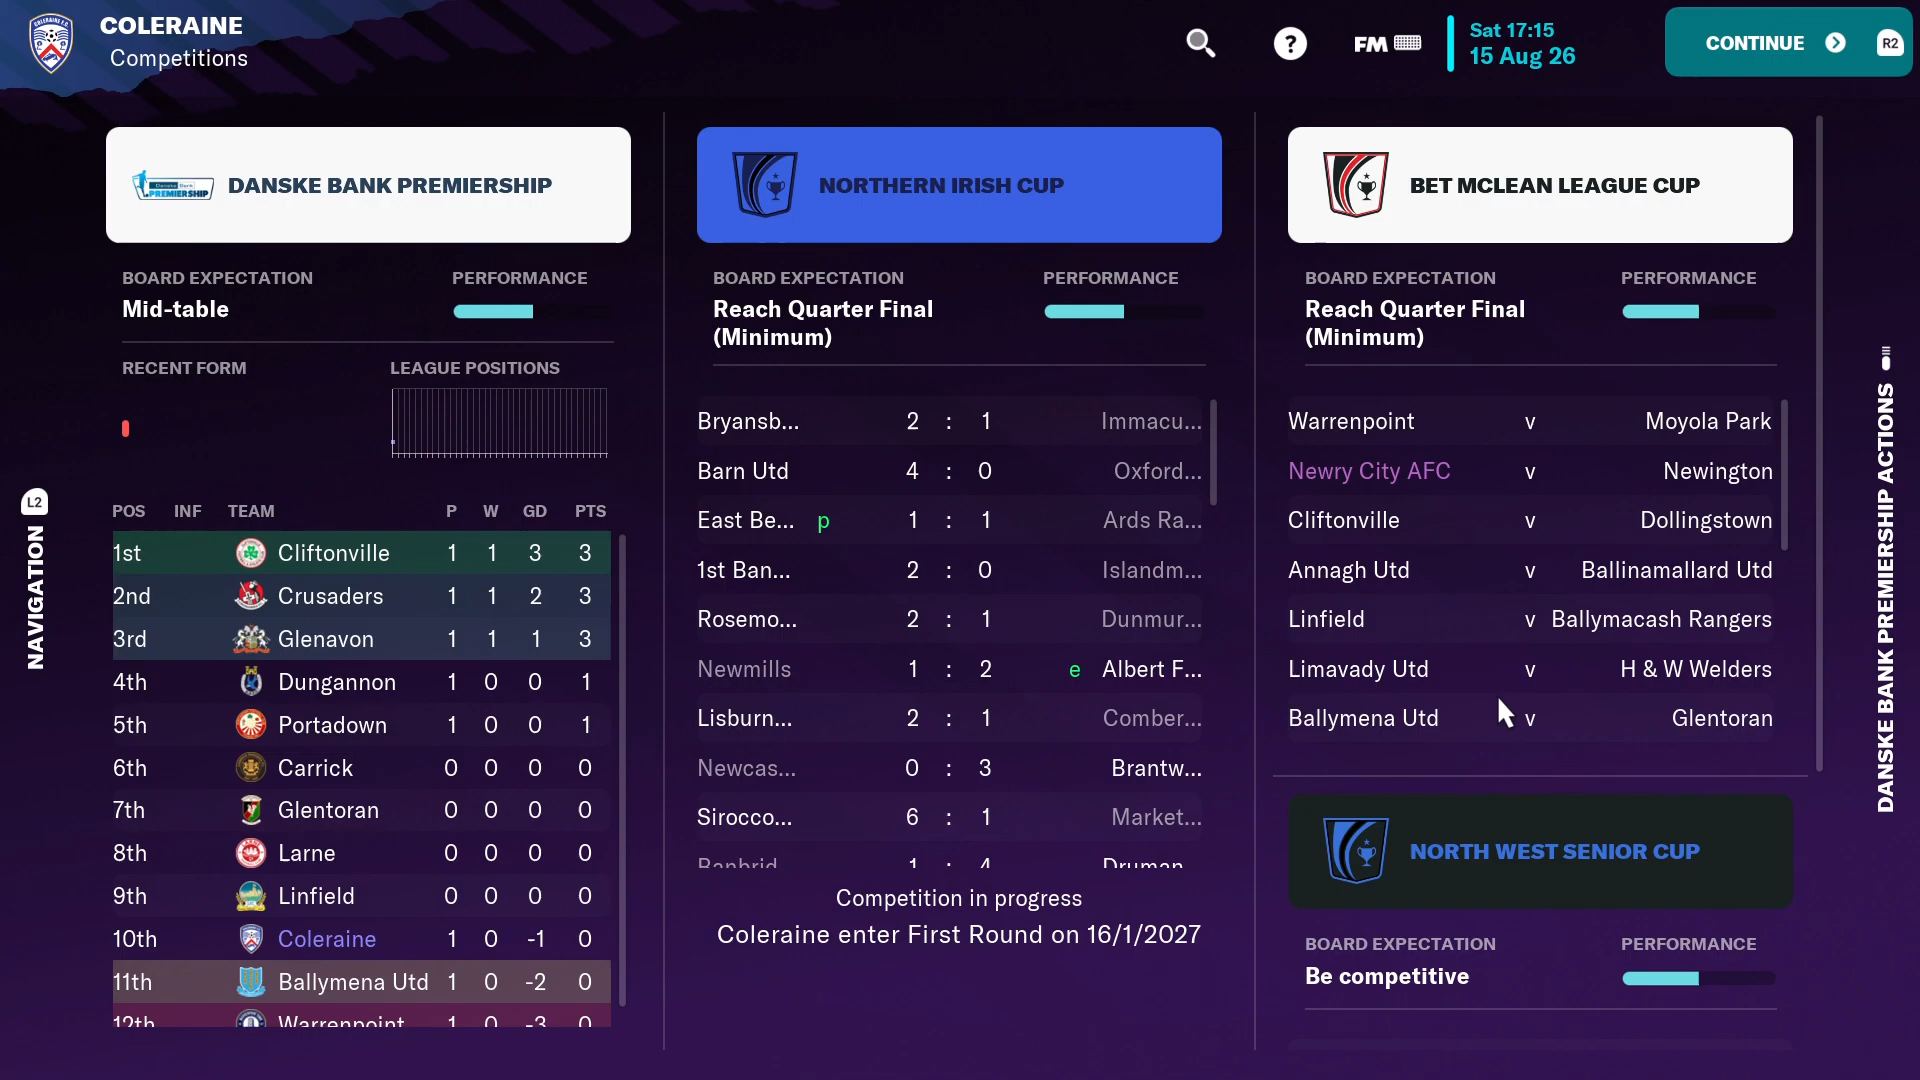 COLERAINE
Competitions
FM
Sat 17:15
15 Aug 26
CONTINUE
R2
L2
NAVIGATION
DANSKE BANK PREMIERSHIP
BOARD EXPECTATION PERFORMANCE
Mid-table
RECENT FORM LEAGUE POSITIONS
POS INF TEAM P W GD PTS
1st Cliftonville 1 1 3 3
2nd Crusaders 1 1 2 3
3rd Glenavon 1 1 1 3
4th Dungannon 1 0 0 1
5th Portadown 1 0 0 1
6th Carrick 0 0 0 0
7th Glentoran 0 0 0 0
8th Larne 0 0 0 0
9th Linfield 0 0 0 0
10th Coleraine 1 0 -1 0
11th Ballymena Utd 1 0 -2 0
12th Warrenpoint 1 0 -3 0
NORTHERN IRISH CUP
BOARD EXPECTATION PERFORMANCE
Reach Quarter Final
(Minimum)
Bryansb... 2 : 1 Immacu...
Barn Utd 4 : 0 Oxford...
East Be... p 1 : 1 Ards Ra...
1st Ban... 2 : 0 Islandm...
Rosemo... 2 : 1 Dunmur...
Newmills 1 : 2 e Albert F...
Lisburn... 2 : 1 Comber...
Newcas... 0 : 3 Brantw...
Sirocco... 6 : 1 Market...
Banbrid 1 : 4 Druman
Competition in progress
Coleraine enter First Round on 16/1/2027
BET MCLEAN LEAGUE CUP
BOARD EXPECTATION PERFORMANCE
Reach Quarter Final
(Minimum)
Warrenpoint v Moyola Park
Newry City AFC v Newington
Cliftonville v Dollingstown
Annagh Utd v Ballinamallard Utd
Linfield v Ballymacash Rangers
Limavady Utd v H & W Welders
Ballymena Utd v Glentoran
NORTH WEST SENIOR CUP
BOARD EXPECTATION PERFORMANCE
Be competitive
DANSKE BANK PREMIERSHIP ACTIONS